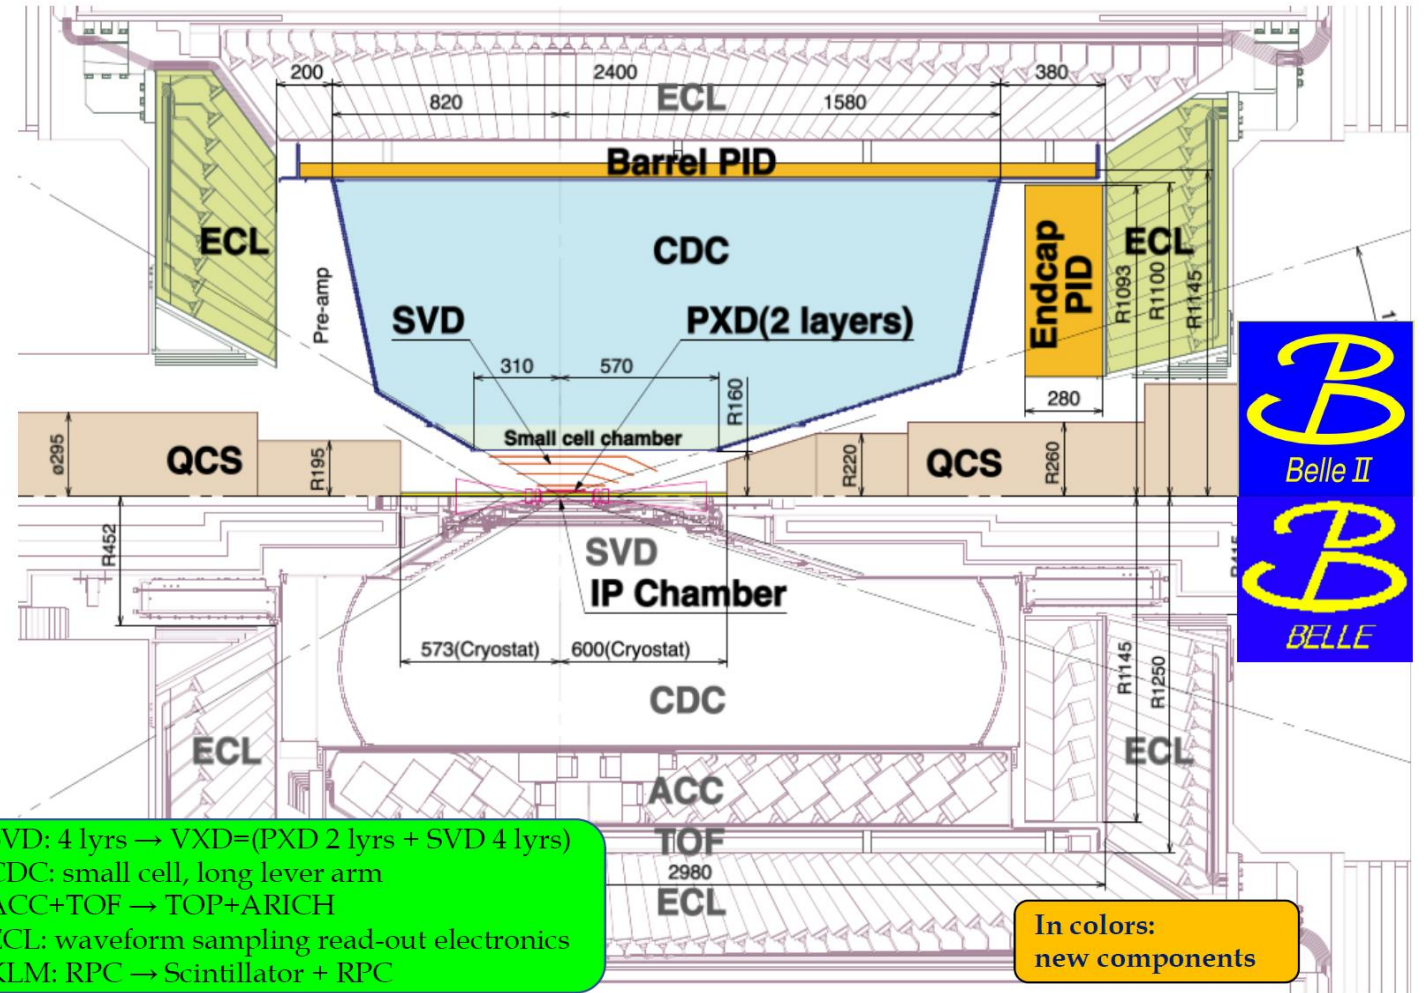 200
2400
380
820
ECL
1580
Barrel PID
ECL
CDC
Endcap
PID
ECL
Pre-amp
R1093
R1100
R1145
SVD
PXD(2 layers)
310
570
R160
280
Small cell chamber
ø295
QCS
R195
R220
QCS
R260
Belle II
R452
SVD
IP Chamber
BELLE
573(Cryostat)
600(Cryostat)
CDC
R1145
R1250
ECL
ECL
ACC
TOF
2980
ECL
VD: 4 lyrs → VXD=(PXD 2 lyrs + SVD 4 lyrs)
CDC: small cell, long lever arm
ACC+TOF → TOP+ARICH
ECL: waveform sampling read-out electronics
KLM: RPC → Scintillator + RPC
In colors:
new components